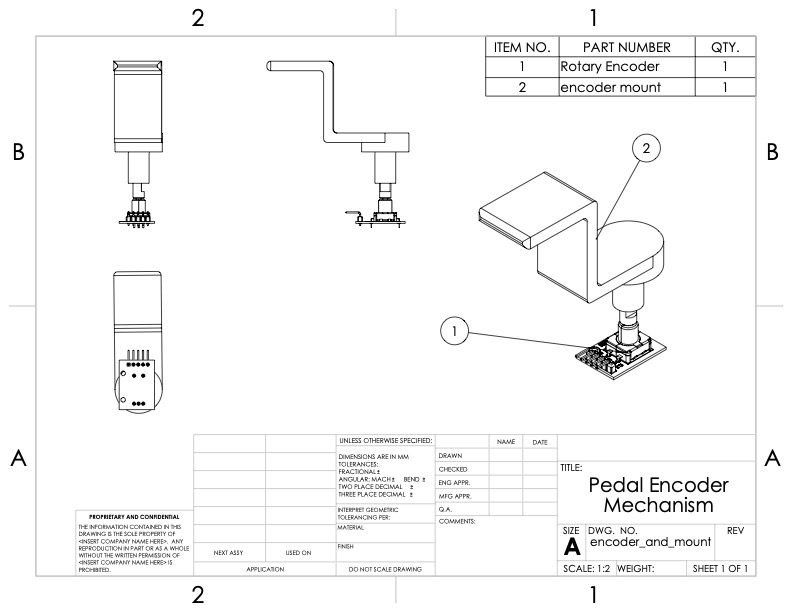 2 1
ITEM NO. PART NUMBER QTY.
1 Rotary Encoder 1
2 encoder mount 1
B B
2
1
A A
UNLESS OTHERWISE SPECIFIED:
DIMENSIONS ARE IN MM
TOLERANCES:
FRACTIONAL ±
ANGULAR: MACH ± BEND ±
TWO PLACE DECIMAL ±
THREE PLACE DECIMAL ±
INTERPRET GEOMETRIC
TOLERANCING PER:
MATERIAL
FINISH
DO NOT SCALE DRAWING
NAME DATE
DRAWN
CHECKED
ENG APPR.
MFG APPR.
Q.A.
COMMENTS:
TITLE:
Pedal Encoder
Mechanism
SIZE DWG. NO. REV
A encoder_and_mount
SCALE: 1:2 WEIGHT: SHEET 1 OF 1
PROPRIETARY AND CONFIDENTIAL
THE INFORMATION CONTAINED IN THIS
DRAWING IS THE SOLE PROPERTY OF
<INSERT COMPANY NAME HERE>. ANY
REPRODUCTION IN PART OR AS A WHOLE
WITHOUT THE WRITTEN PERMISSION OF
<INSERT COMPANY NAME HERE> IS
PROHIBITED.
NEXT ASSY USED ON
APPLICATION
2 1